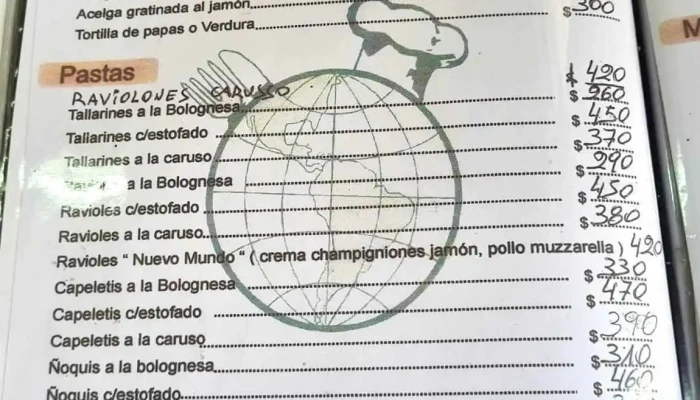 Acelga gratinada al jamón
Tortilla de papas o Verdura $ 300
Pastas
RAVIOLONES CARUSSO $ 420
Tallarines a la Bolognesa $ 260
Tallarines c/estofado $ 450
Tallarines a la caruso $ 370
a la Bolognesa $ 290
Ravioles c/estofado $ 450
Ravioles a la caruso $ 380
Ravioles “ Nuevo Mundo “ ( crema champigniones jamón, pollo muzzarella ) 420
Capeletis a la Bolognesa $ 330
Capeletis c/estofado $ 470
Capeletis a la caruso $ 390
Ñoquis a la bolognesa $ 310
Ñoquis c/estofado $ 460